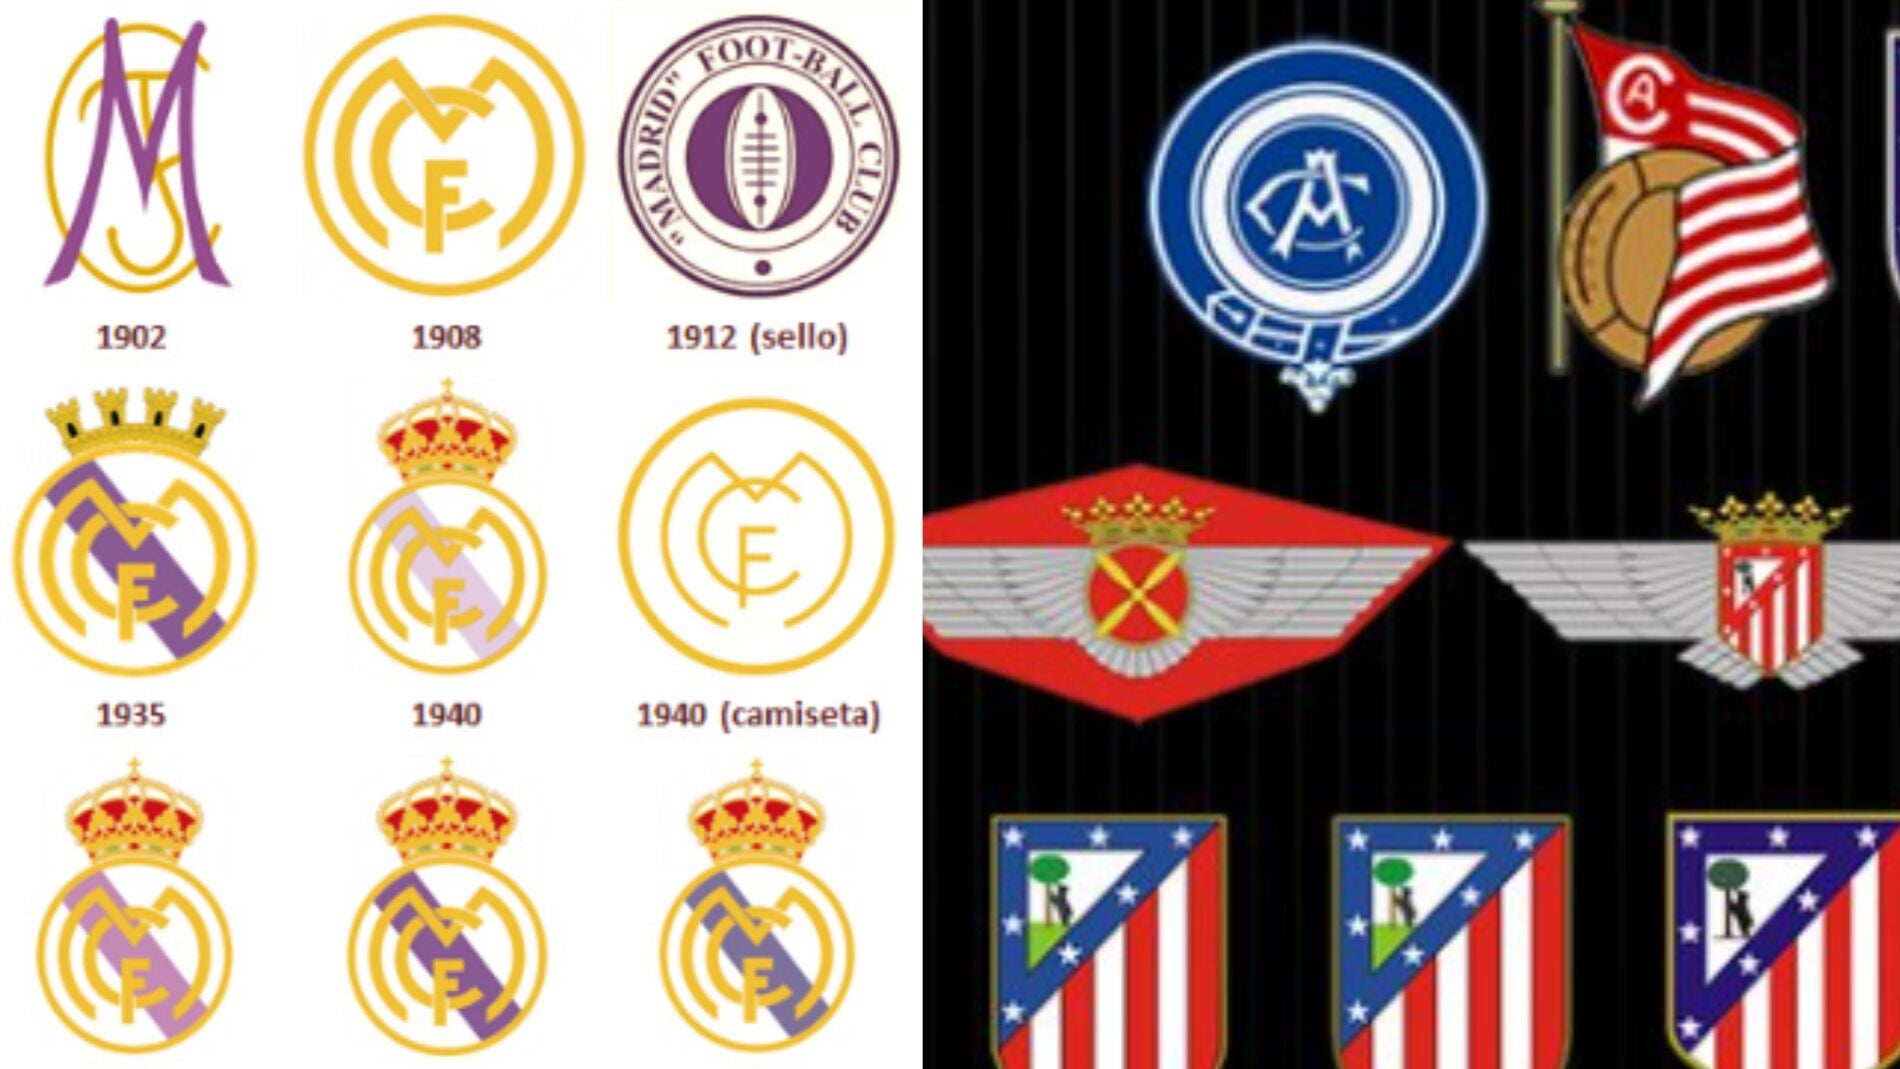 "MADRID" FOOT-BALL CLUB
1902
1908
1912 (sello)
1935
1940
1940 (camiseta)